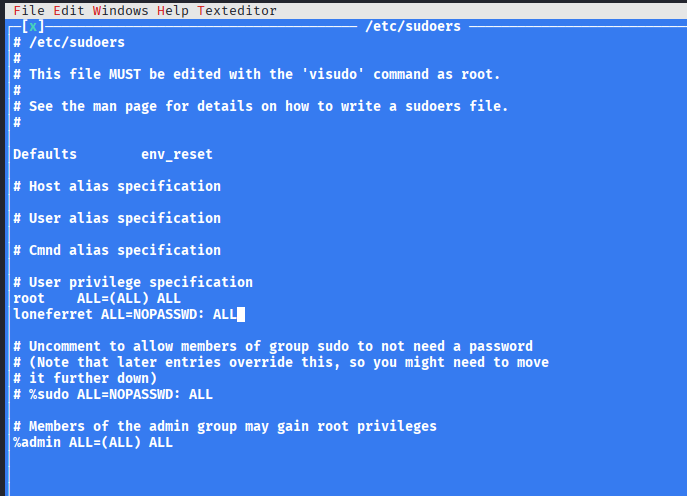 File Edit Windows Help Texteditor
[x] /etc/sudoers
# /etc/sudoers
#
# This file MUST be edited with the 'visudo' command as root.
#
# See the man page for details on how to write a sudoers file.
#
Defaults        env_reset
# Host alias specification
# User alias specification
# Cmnd alias specification
# User privilege specification
root    ALL=(ALL) ALL
loneferret ALL=NOPASSWD: ALL
# Uncomment to allow members of group sudo to not need a password
# (Note that later entries override this, so you might need to move
# it further down)
# %sudo ALL=NOPASSWD: ALL
# Members of the admin group may gain root privileges
%admin ALL=(ALL) ALL